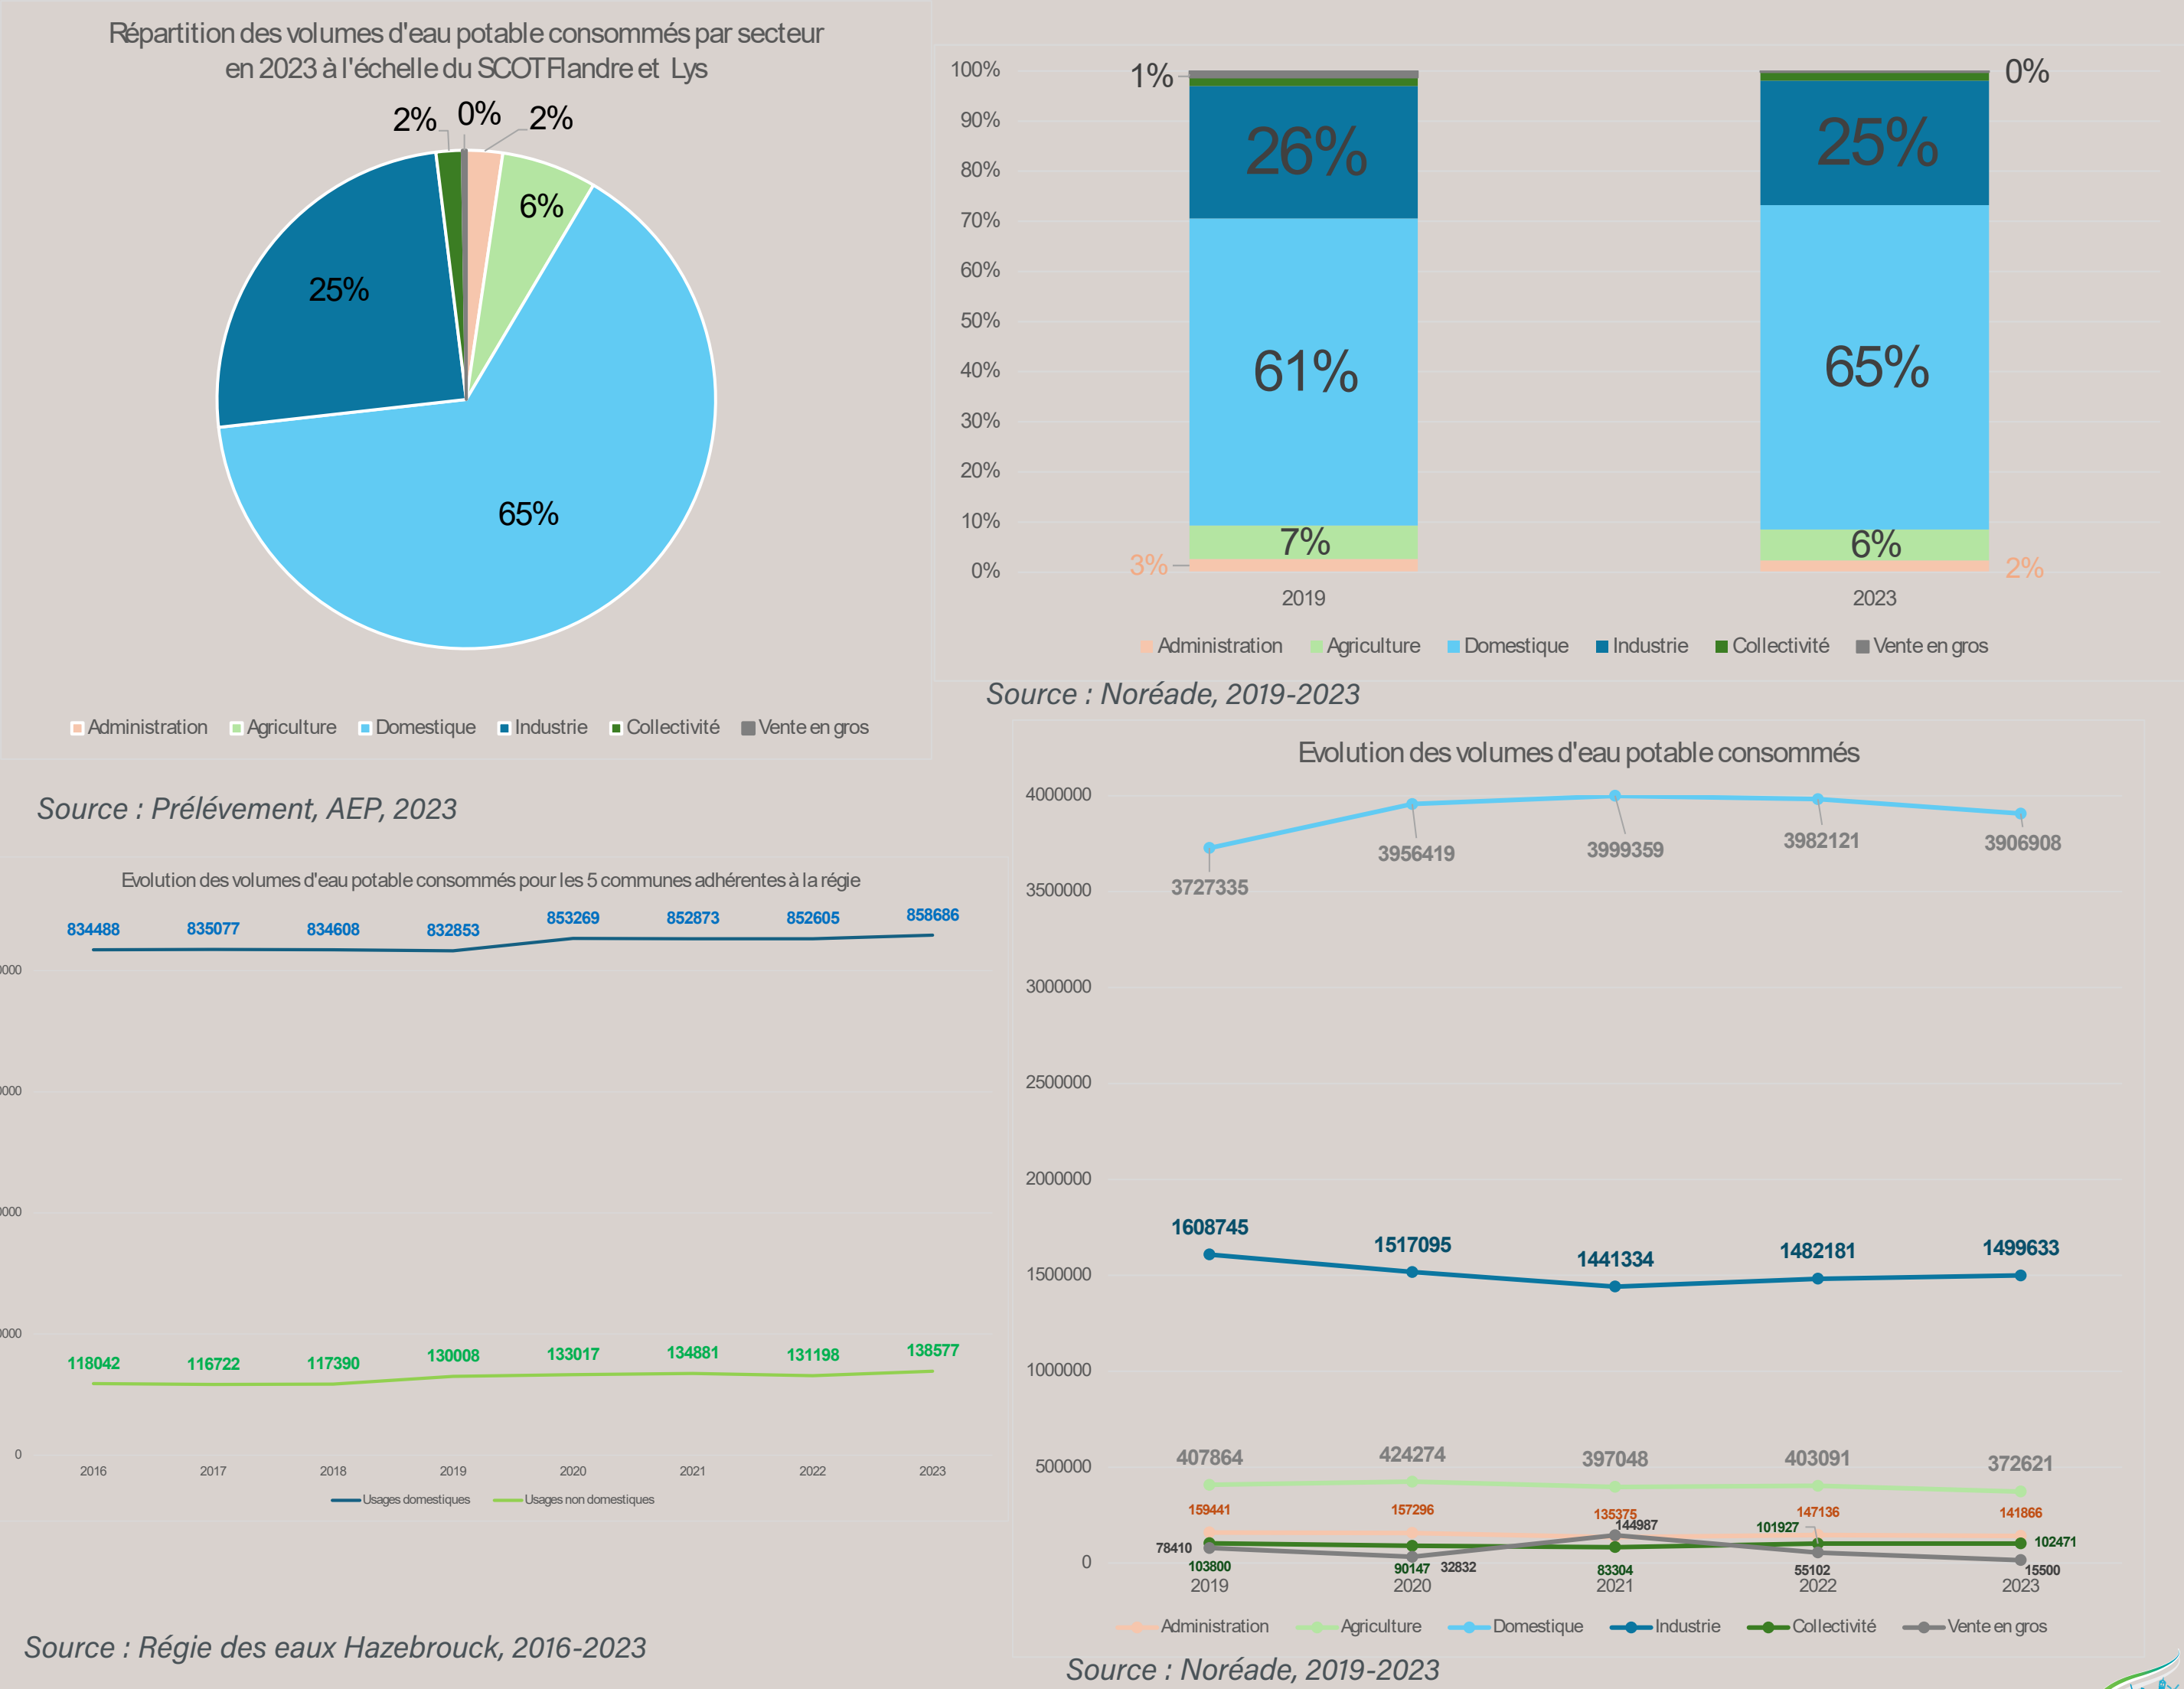 Répartition des volumes d'eau potable consommés par secteur
en 2023 à l'échelle du SCOT Flandre et Lys
2%
0%
2%
6%
25%
65%
Administration Agriculture Domestique Industrie Collectivité Vente en gros
Source : Prélévement, AEP, 2023
100%
90%
80%
70%
60%
50%
40%
30%
20%
10%
0%
1%
26%
61%
7%
3%
0%
25%
65%
6%
2%
2019 2023
Administration Agriculture Domestique Industrie Collectivité Vente en gros
Source : Noréade, 2019-2023
Evolution des volumes d'eau potable consommés pour les 5 communes adhérentes à la régie
834488 835077 834608 832853 853269 852873 852605 858686
118042 116722 117390 130008 133017 134881 131198 138577
0
2016 2017 2018 2019 2020 2021 2022 2023
Usages domestiques Usages non domestiques
Source : Régie des eaux Hazebrouck, 2016-2023
Evolution des volumes d'eau potable consommés
4000000
3500000
3000000
2500000
2000000
1500000
1000000
500000
0
3727335 3956419 3999359 3982121 3906908
1608745 1517095 1441334 1482181 1499633
407864 424274 397048 403091 372621
159441 157296 135375 147136 141866
78410 32832 144987 55102 15500
103800 90147 83304 101927 102471
2019 2020 2021 2022 2023
Administration Agriculture Domestique Industrie Collectivité Vente en gros
Source : Noréade, 2019-2023